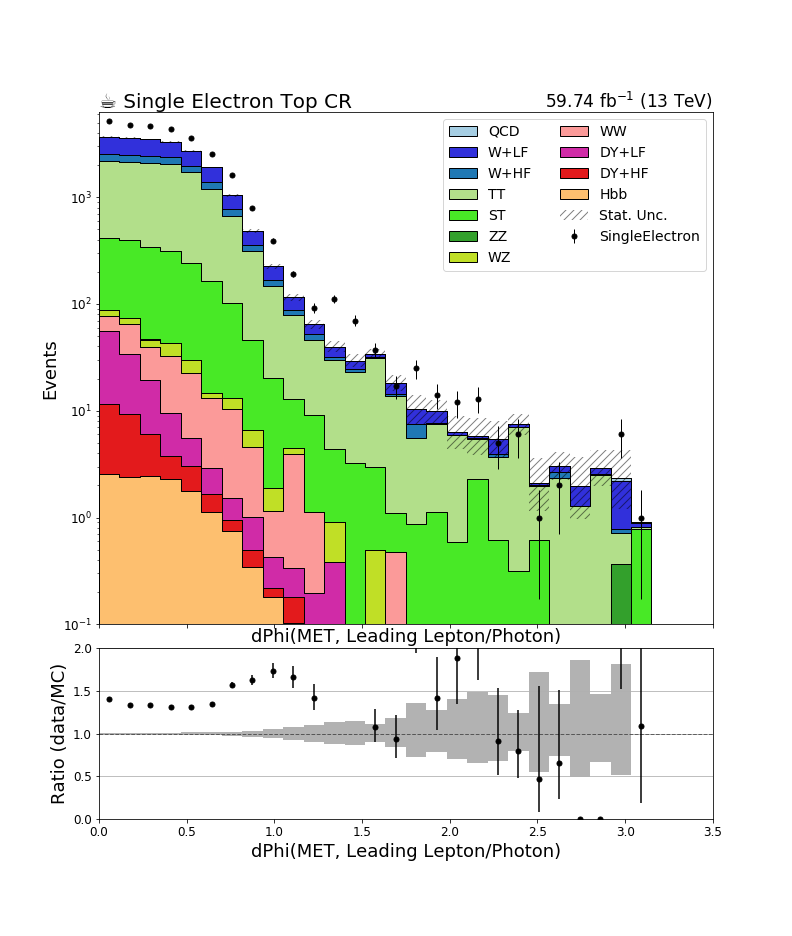 ☕ Single Electron Top CR
59.74 fb⁻¹ (13 TeV)
QCD
W+LF
W+HF
TT
ST
ZZ
WZ
WW
DY+LF
DY+HF
Hbb
Stat. Unc.
SingleElectron
Events
10³
10²
10¹
10⁰
10⁻¹
dPhi(MET, Leading Lepton/Photon)
Ratio (data/MC)
2.0
1.5
1.0
0.5
0.0
0.0 0.5 1.0 1.5 2.0 2.5 3.0 3.5
dPhi(MET, Leading Lepton/Photon)